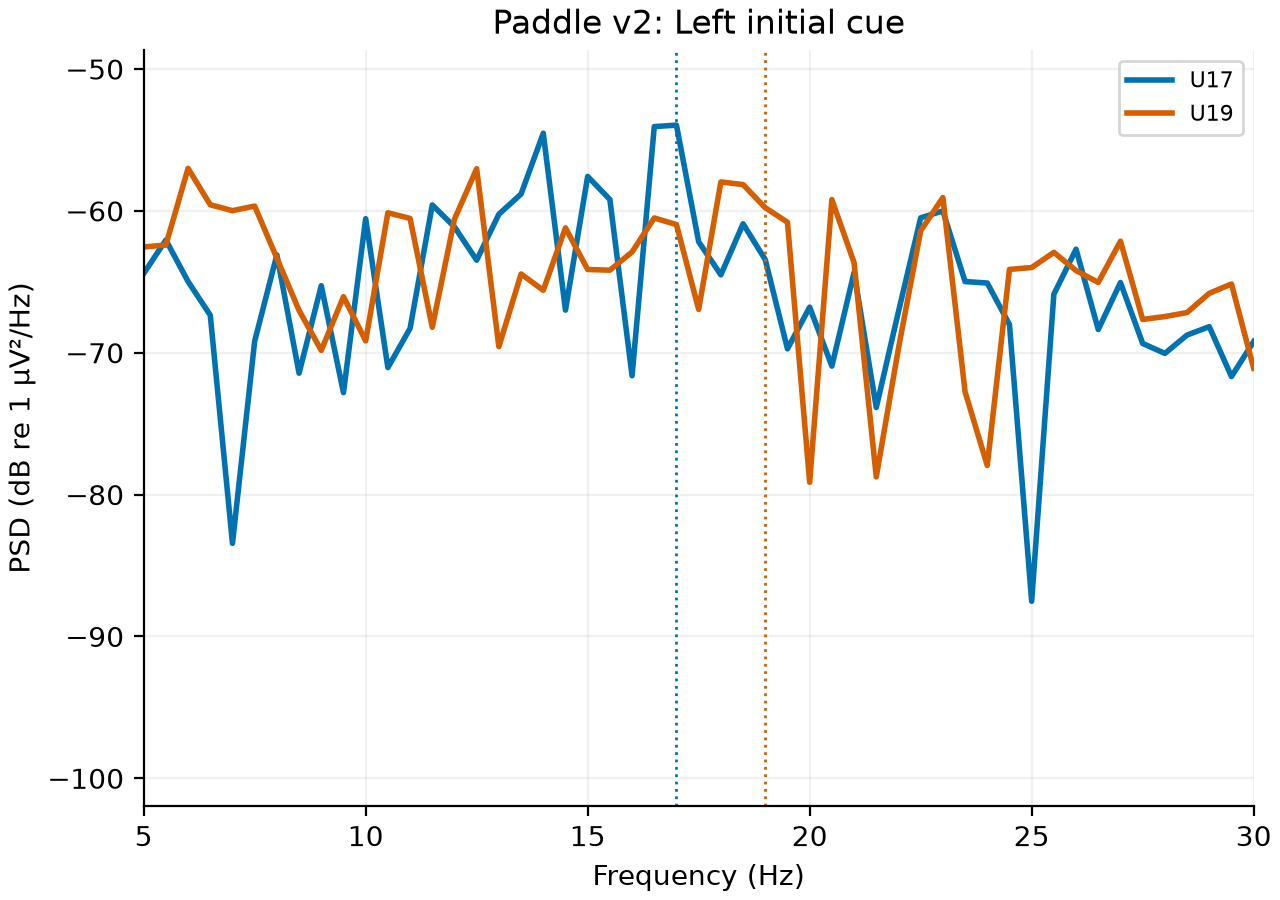 Paddle v2: Left initial cue
U17
U19
PSD (dB re 1 µV²/Hz)
−50
−60
−70
−80
−90
−100
5
10
15
20
25
30
Frequency (Hz)